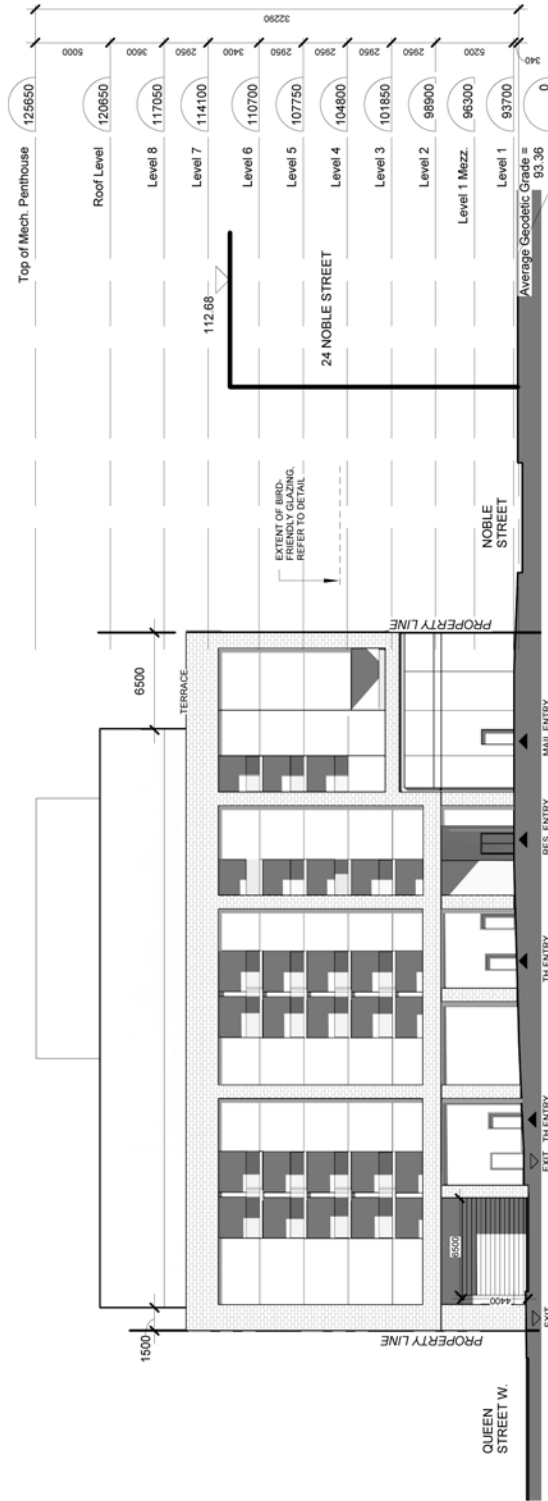 32290
5000
3600
2950
3400
2950
2950
2950
2950
5200
340
125650
120650
117050
114100
110700
107750
104800
101850
98900
96300
93700
0
Top of Mech. Penthouse
Roof Level
Level 8
Level 7
Level 6
Level 5
Level 4
Level 3
Level 2
Level 1 Mezz.
Level 1
Average Geodetic Grade =
93.36
112.68
24 NOBLE STREET
EXTENT OF BIRD-
FRIENDLY GLAZING,
REFER TO DETAIL
NOBLE
STREET
PROPERTY LINE
6500
TERRACE
MAIL ENTRY
RES. ENTRY
TH ENTRY
TH ENTRY
EXIT
6500
4400
EXIT
1500
PROPERTY LINE
QUEEN
STREET W.